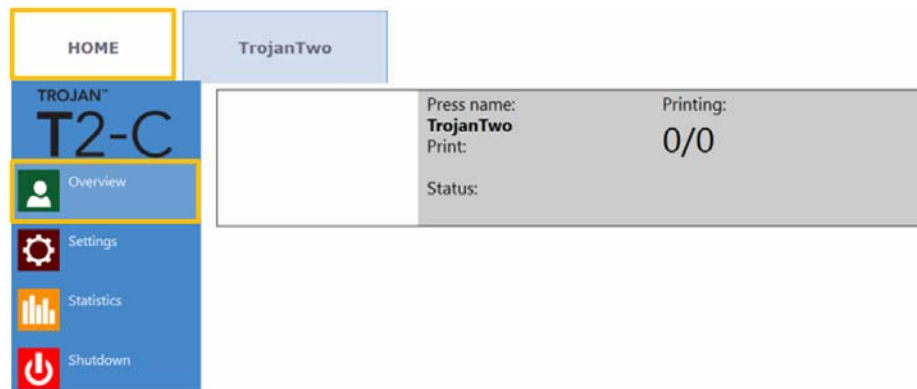 HOME
TrojanTwo
TROJAN™
T2-C
Overview
Settings
Statistics
Shutdown
Press name:
TrojanTwo
Print:
Status:
Printing:
0/0